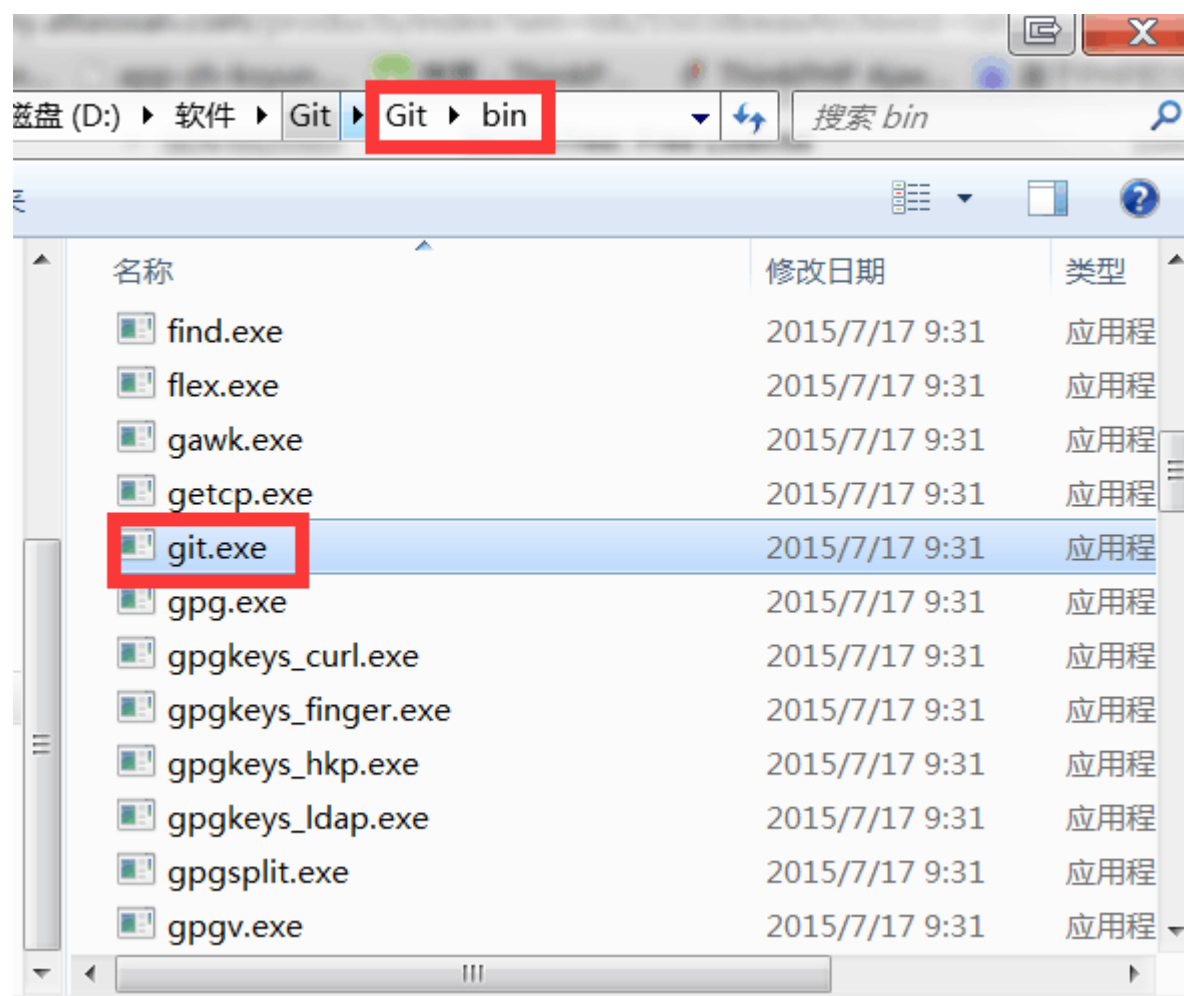 磁盘 (D:) 软件 Git Git bin 搜索 bin
名称 修改日期 类型
find.exe 2015/7/17 9:31 应用程
flex.exe 2015/7/17 9:31 应用程
gawk.exe 2015/7/17 9:31 应用程
getcp.exe 2015/7/17 9:31 应用程
git.exe 2015/7/17 9:31 应用程
gpg.exe 2015/7/17 9:31 应用程
gpgkeys_curl.exe 2015/7/17 9:31 应用程
gpgkeys_finger.exe 2015/7/17 9:31 应用程
gpgkeys_hkp.exe 2015/7/17 9:31 应用程
gpgkeys_ldap.exe 2015/7/17 9:31 应用程
gpgsplit.exe 2015/7/17 9:31 应用程
gpgv.exe 2015/7/17 9:31 应用程